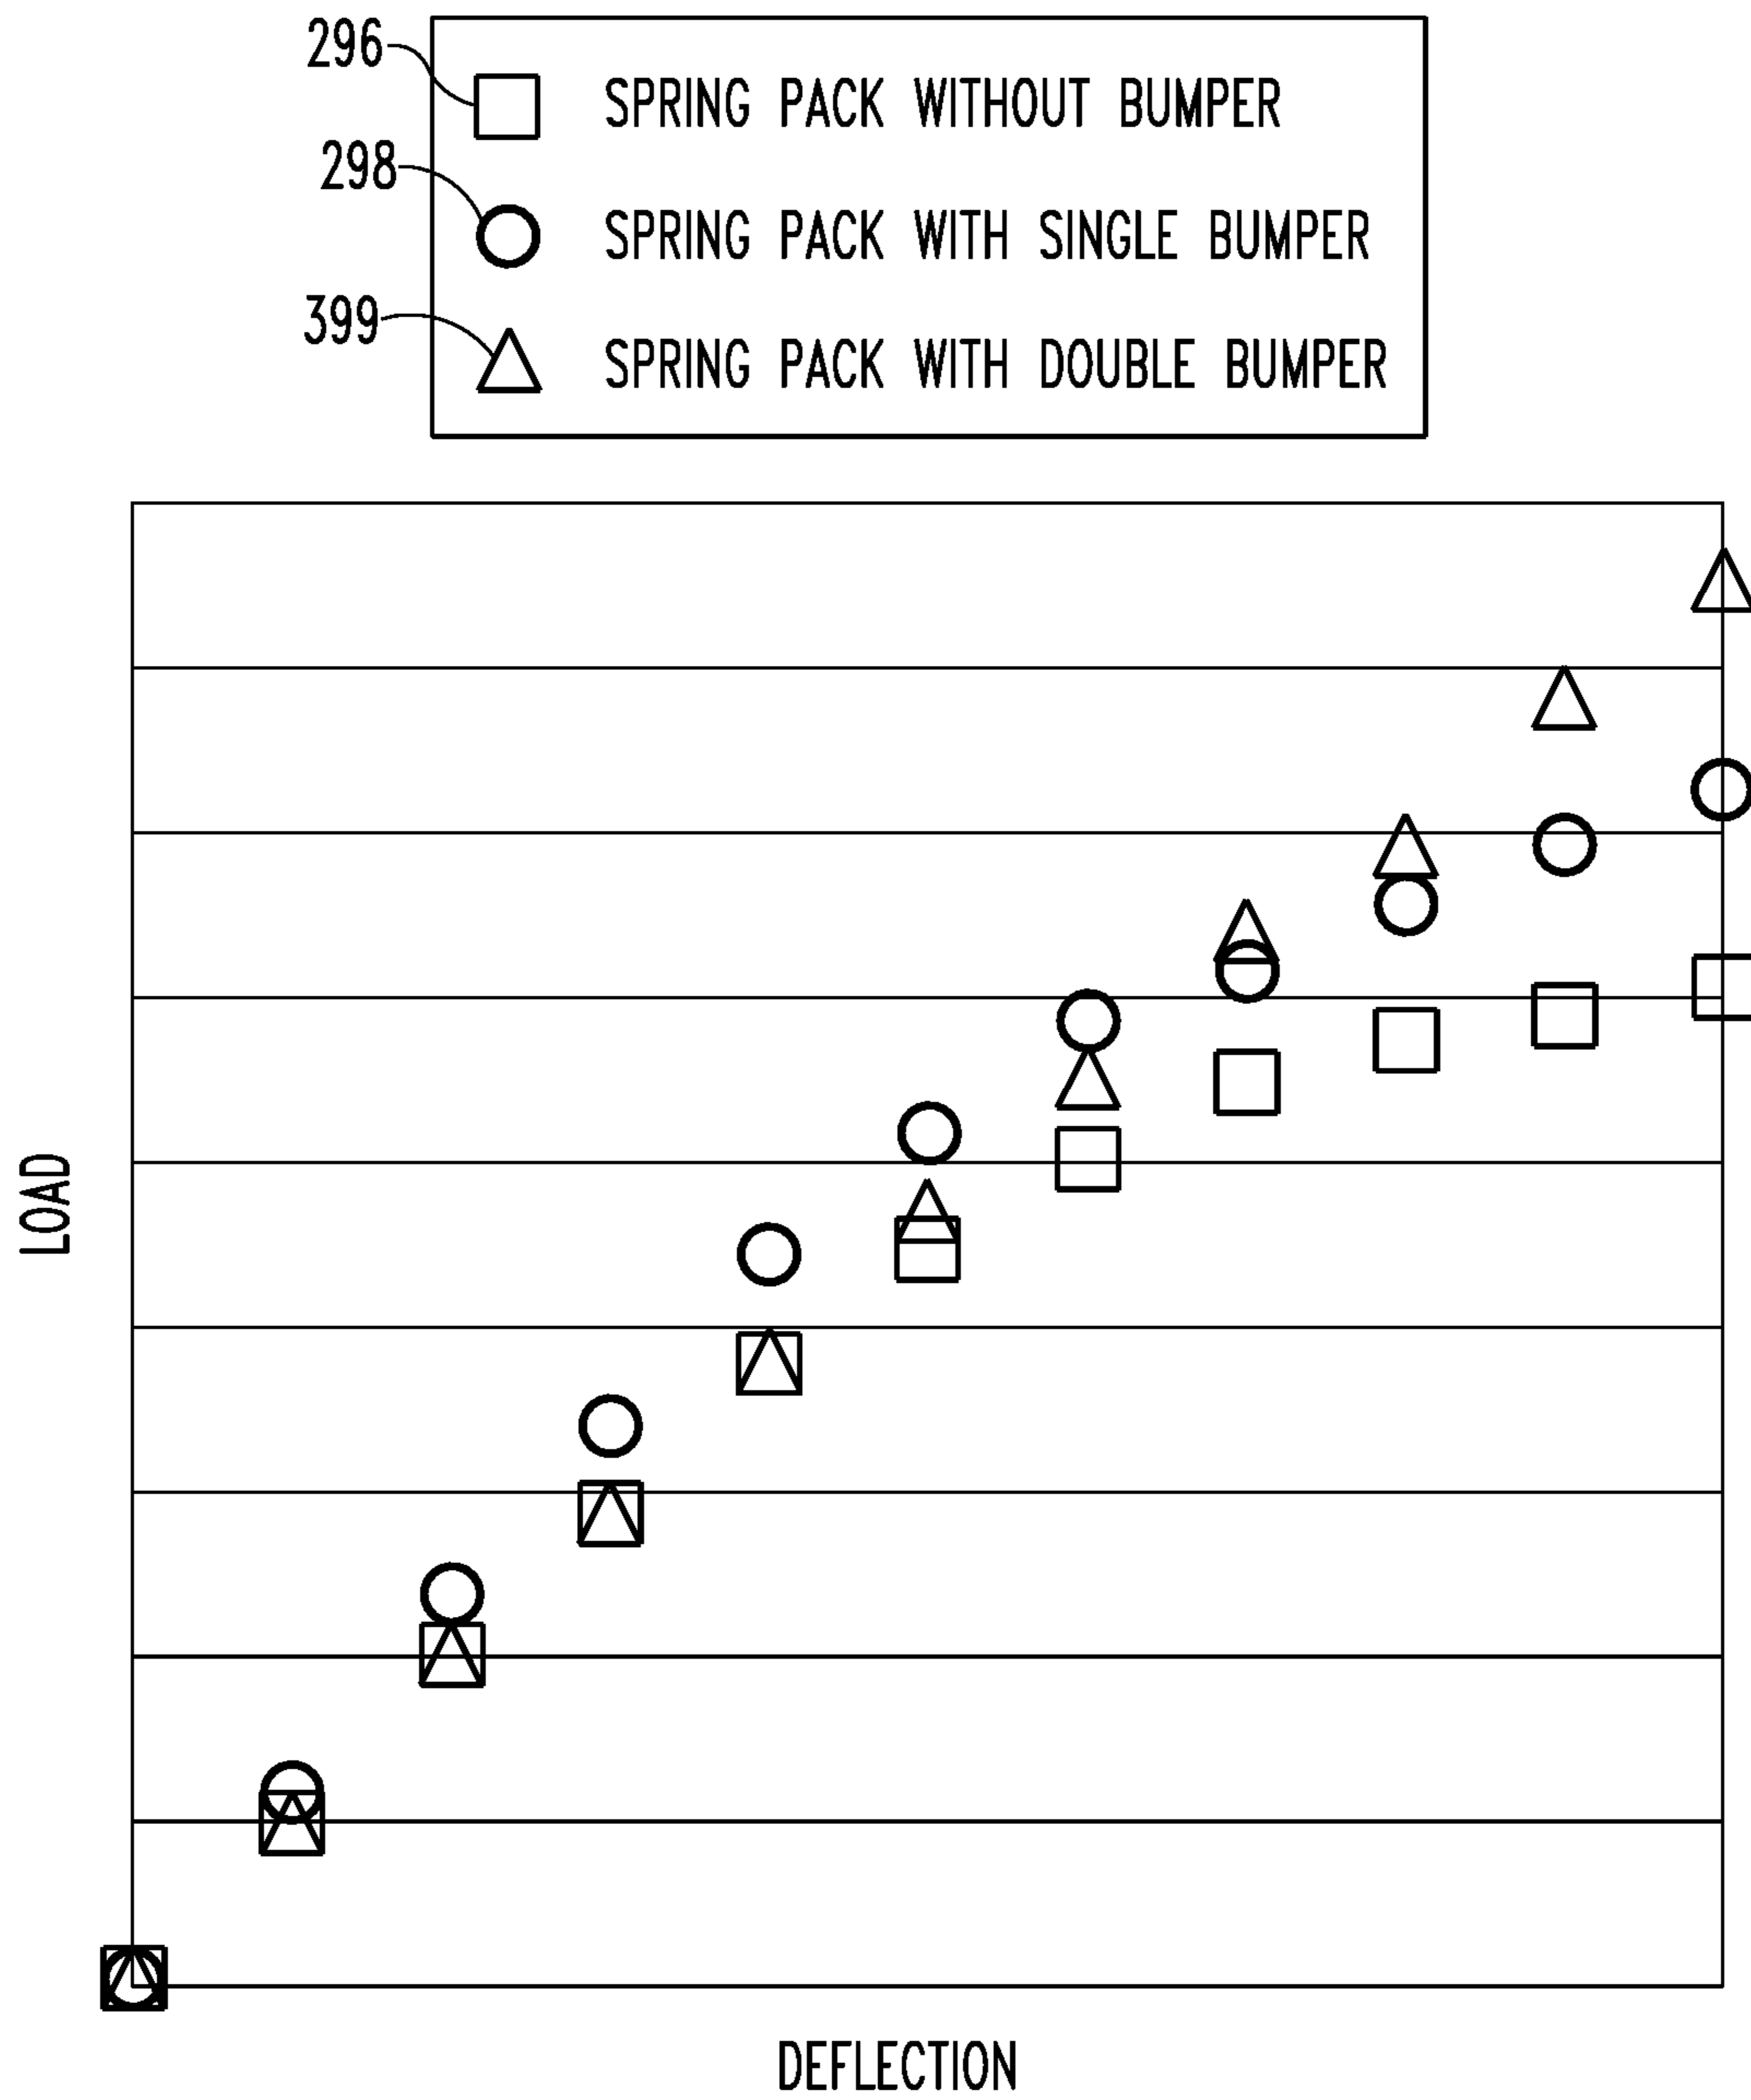 296
SPRING PACK WITHOUT BUMPER
298
SPRING PACK WITH SINGLE BUMPER
399
SPRING PACK WITH DOUBLE BUMPER
LOAD
DEFLECTION